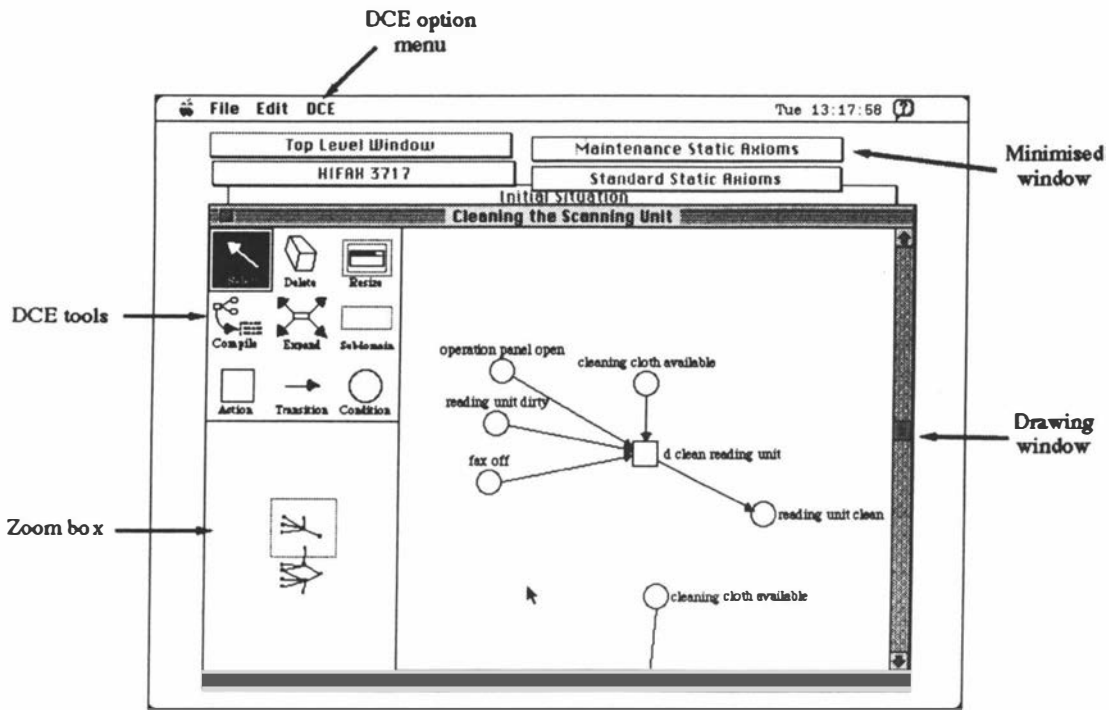 DCE option
menu
File Edit DCE
Tue 13:17:58
Top Level Window
Maintenance Static Axioms
HIFAX 3717
Standard Static Axioms
Initial Situation
Cleaning the Scanning Unit
Minimised
window
Delete
Resize
DCE tools
Compile
Expand
Subdomain
Action
Transition
Condition
operation panel open
cleaning cloth available
reading unit dirty
fax off
d clean reading unit
reading unit clean
Drawing
window
Zoom box
cleaning cloth available